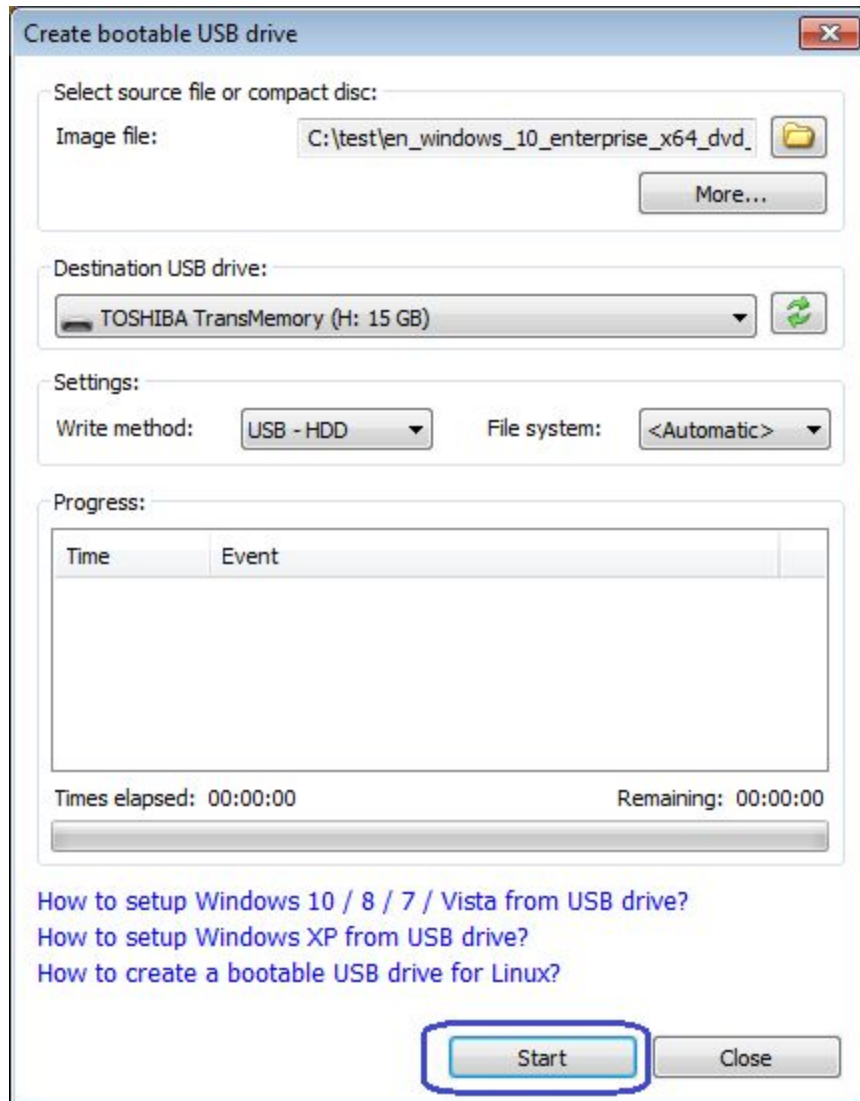 Create bootable USB drive
Select source file or compact disc:
Image file: C:\test\en_windows_10_enterprise_x64_dvd_
More...
Destination USB drive:
TOSHIBA TransMemory (H: 15 GB)
Settings:
Write method: USB - HDD File system: <Automatic>
Progress:
Time Event
Times elapsed: 00:00:00 Remaining: 00:00:00
How to setup Windows 10 / 8 / 7 / Vista from USB drive?
How to setup Windows XP from USB drive?
How to create a bootable USB drive for Linux?
Start Close